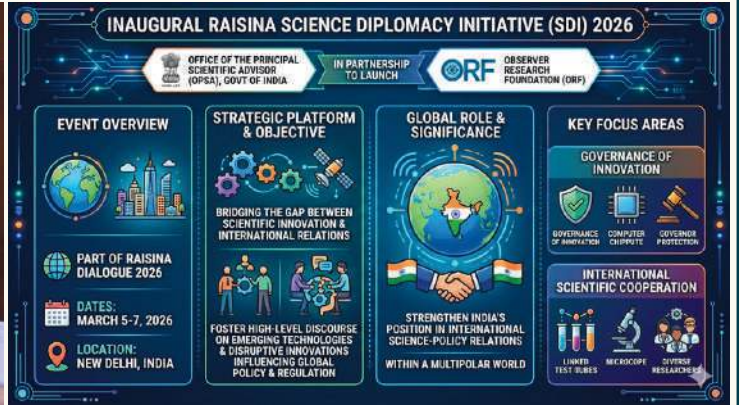 INAUGURAL RAISINA SCIENCE DIPLOMACY INITIATIVE (SDI) 2026
OFFICE OF THE PRINCIPAL
SCIENTIFIC ADVISOR
(OPSA), GOVT OF INDIA
IN PARTNERSHIP
TO LAUNCH
ORF
OBSERVER
RESEARCH
FOUNDATION (ORF)
EVENT OVERVIEW
PART OF RAISINA
DIALOGUE 2026
DATES:
MARCH 5-7, 2026
LOCATION:
NEW DELHI, INDIA
STRATEGIC PLATFORM
& OBJECTIVE
BRIDGING THE GAP BETWEEN
SCIENTIFIC INNOVATION &
INTERNATIONAL RELATIONS
FOSTER HIGH-LEVEL DISCOURSE
ON EMERGING TECHNOLOGIES
& DISRUPTIVE INNOVATIONS
INFLUENCING GLOBAL
POLICY & REGULATION
GLOBAL ROLE &
SIGNIFICANCE
STRENGTHEN INDIA'S
POSITION IN INTERNATIONAL
SCIENCE-POLICY RELATIONS
WITHIN A MULTIPOLAR WORLD
KEY FOCUS AREAS
GOVERNANCE OF
INNOVATION
GOVERNANCE
OF INNOVATION
COMPUTER
CHIPPUTE
GOVERNOR
PROTECTION
INTERNATIONAL
SCIENTIFIC COOPERATION
LINKED
TEST TUBES
MICROSCOPE
DIVERSE
RESEARCHERS